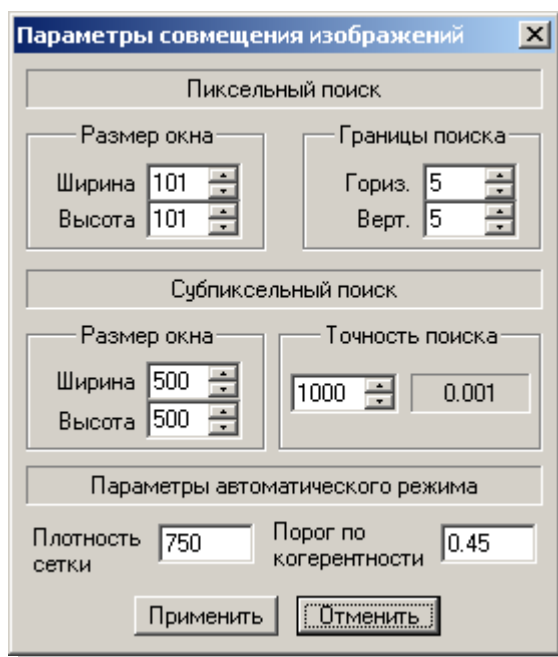 Параметры совмещения изображений
Пиксельный поиск
Размер окна
Границы поиска
Ширина 101
Гориз. 5
Высота 101
Верт. 5
Субпиксельный поиск
Размер окна
Точность поиска
Ширина 500
1000 0.001
Высота 500
Параметры автоматического режима
Плотность сетки 750
Порог по когерентности 0.45
Применить Отменить